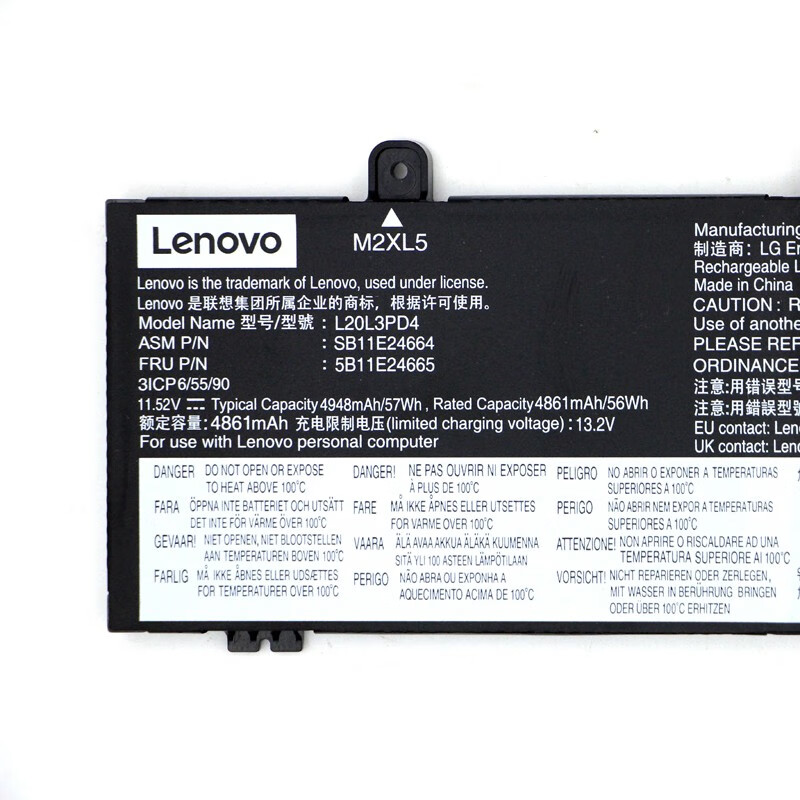 Lenovo
M2XL5
Lenovo is the trademark of Lenovo, used under license.
Lenovo 是联想集团所属企业的商标，根据许可使用。
Model Name 型号/型號 : L20L3PD4
ASM P/N : SB11E24664
FRU P/N : 5B11E24665
3ICP6/55/90
11.52V ⎓ Typical Capacity 4948mAh/57Wh , Rated Capacity 4861mAh/56Wh
额定容量: 4861mAh 充电限制电压(limited charging voltage) : 13.2V
For use with Lenovo personal computer
Manufacturing
制造商: LG En
Rechargeable L
Made in China
CAUTION : R
Use of anothe
PLEASE REF
ORDINANCE
注意:用错误型号
注意:用錯誤型號
EU contact: Leno
UK contact: Leno
DANGER DO NOT OPEN OR EXPOSE
TO HEAT ABOVE 100°C
FARA ÖPPNA INTE BATTERIET OCH UTSÄTT
DET INTE FÖR VÄRME ÖVER 100°C
GEVAAR! NIET OPENEN, NIET BLOOTSTELLEN
AAN TEMPERATUREN BOVEN 100°C
FARLIG MÅ IKKE ÅBNES ELLER UDSÆTTES
FOR TEMPERATURER OVER 100°C
DANGER! NE PAS OUVRIR NI EXPOSER
À PLUS DE 100°C
FARE MÅ IKKE ÅPNES ELLER UTSETTES
FOR VARME OVER 100°C
VAARA ÄLÄ AVAA AKKUA ÄLÄKÄ KUUMENNA
SITÄ YLI 100 ASTEEN LÄMPÖTILAAN
PERIGO NÃO ABRA OU EXPONHA A
AQUECIMENTO ACIMA DE 100°C
PELIGRO NO ABRIR O EXPONER A TEMPERATURAS
SUPERIORES A 100°C
PERIGO NÃO ABRIR NEM EXPOR A TEMPERATURAS
SUPERIORES A 100°C
ATTENZIONE! NON APRIRE O RISCALDARE AD UNA
TEMPERATURA SUPERIORE AI 100°C
VORSICHT! NICHT REPARIEREN ODER ZERLEGEN,
MIT WASSER IN BERÜHRUNG BRINGEN
ODER ÜBER 100°C ERHITZEN